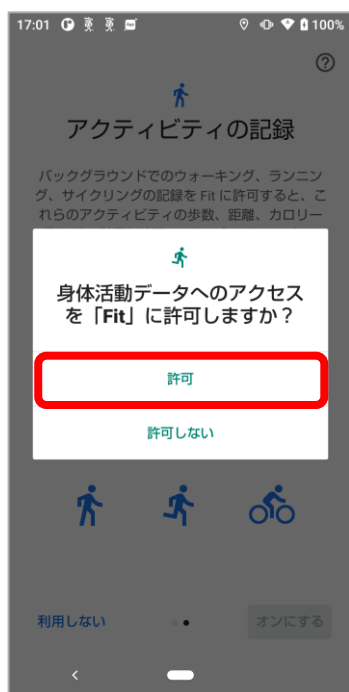 17:01
100%
アクティビティの記録
バックグラウンドでのウォーキング、ランニン
グ、サイクリングの記録を Fit に許可すると、こ
れらのアクティビティの歩数、距離、カロリー
身体活動データへのアクセス
を「Fit」に許可しますか？
許可
許可しない
利用しない
オンにする